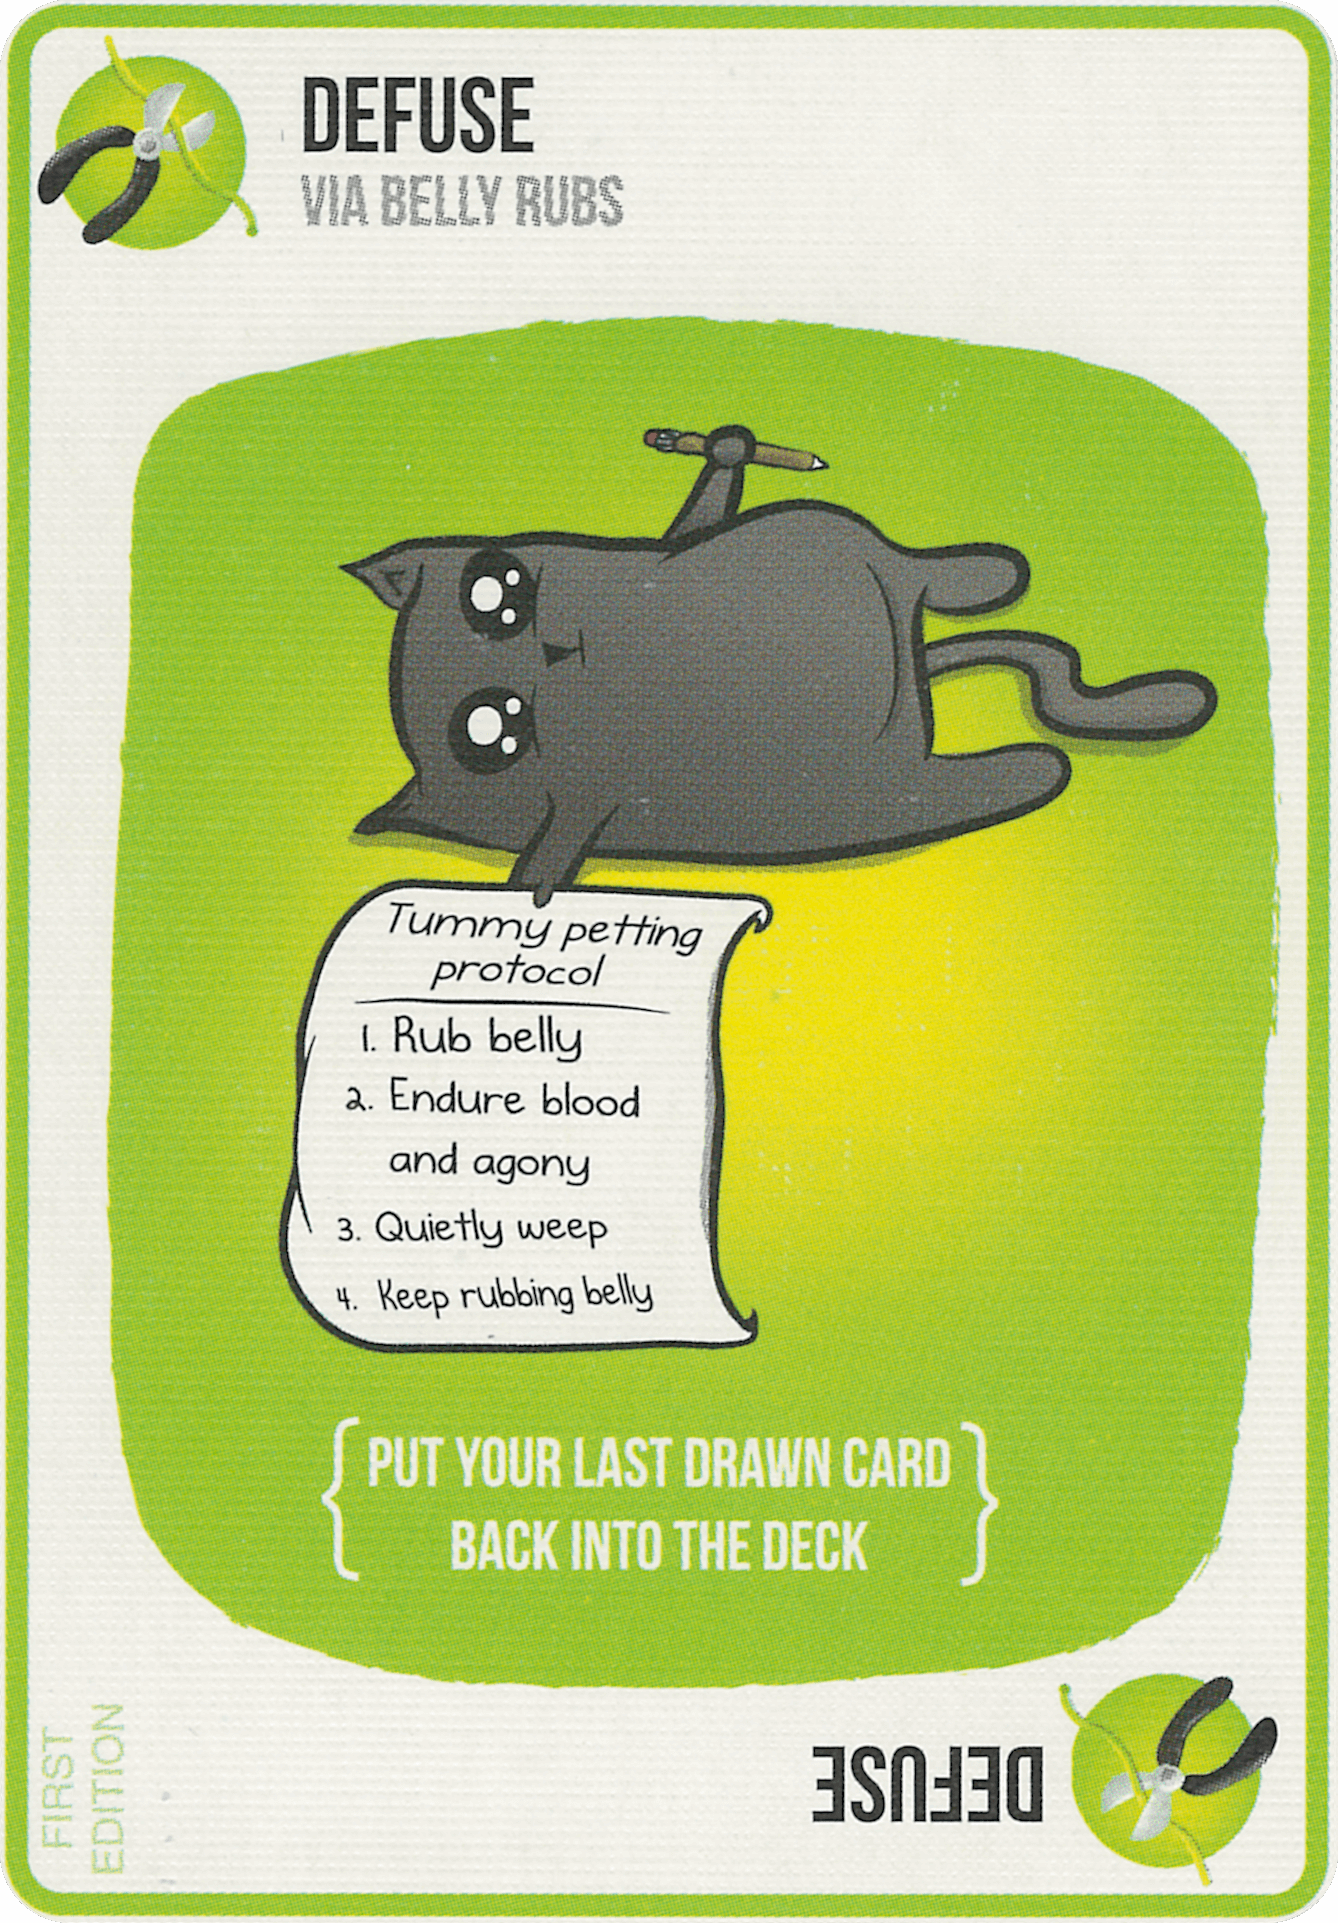 DEFUSE
VIA BELLY RUBS
Tummy petting
protocol
1. Rub belly
2. Endure blood
and agony
3. Quietly weep
4. Keep rubbing belly
{PUT YOUR LAST DRAWN CARD
BACK INTO THE DECK}
FIRST
EDITION
DEFUSE